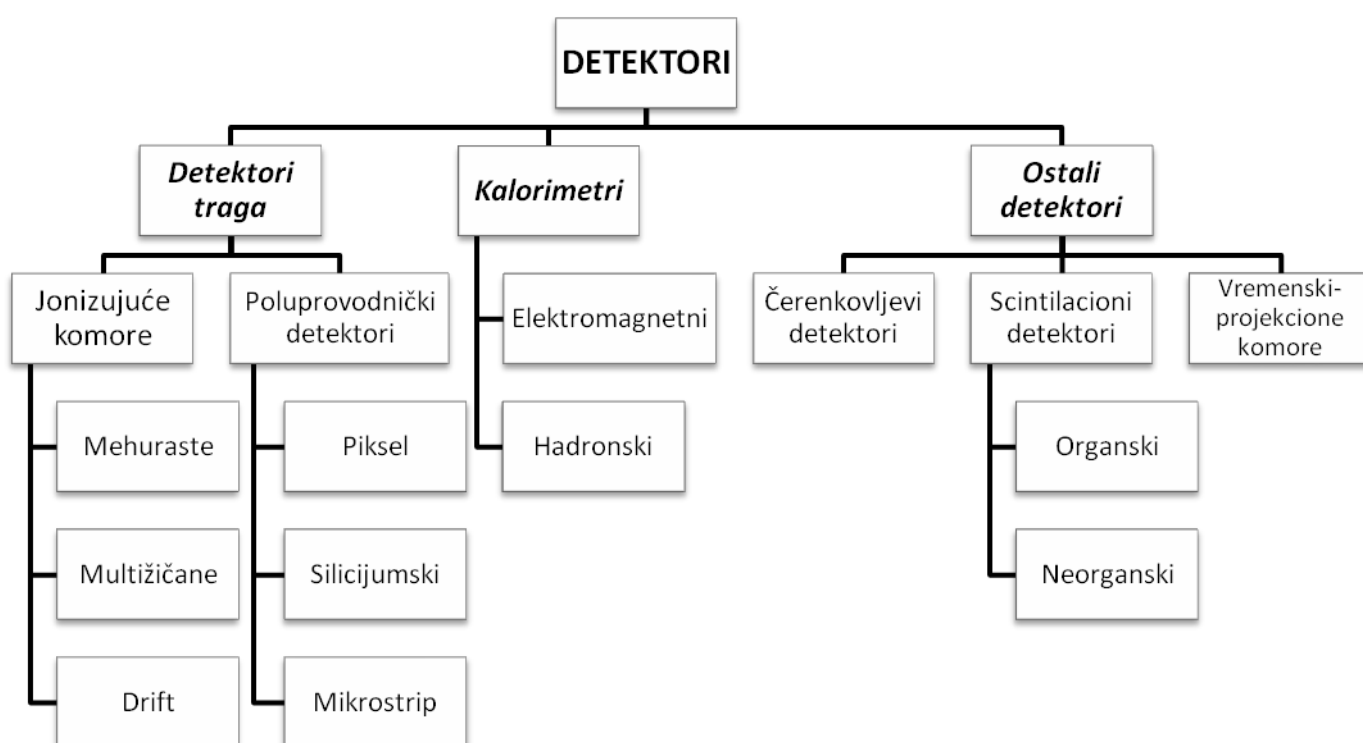 DETEKTORI
Detektori
traga
Kalorimetri
Ostali
detektori
Jonizujuće
komore
Poluprovodnički
detektori
Elektromagnetni
Čerenkovljevi
detektori
Scintilacioni
detektori
Vremenski-
projekcione
komore
Mehuraste
Piksel
Hadronski
Organski
Multižičane
Silicijumski
Neorganski
Drift
Mikrostrip